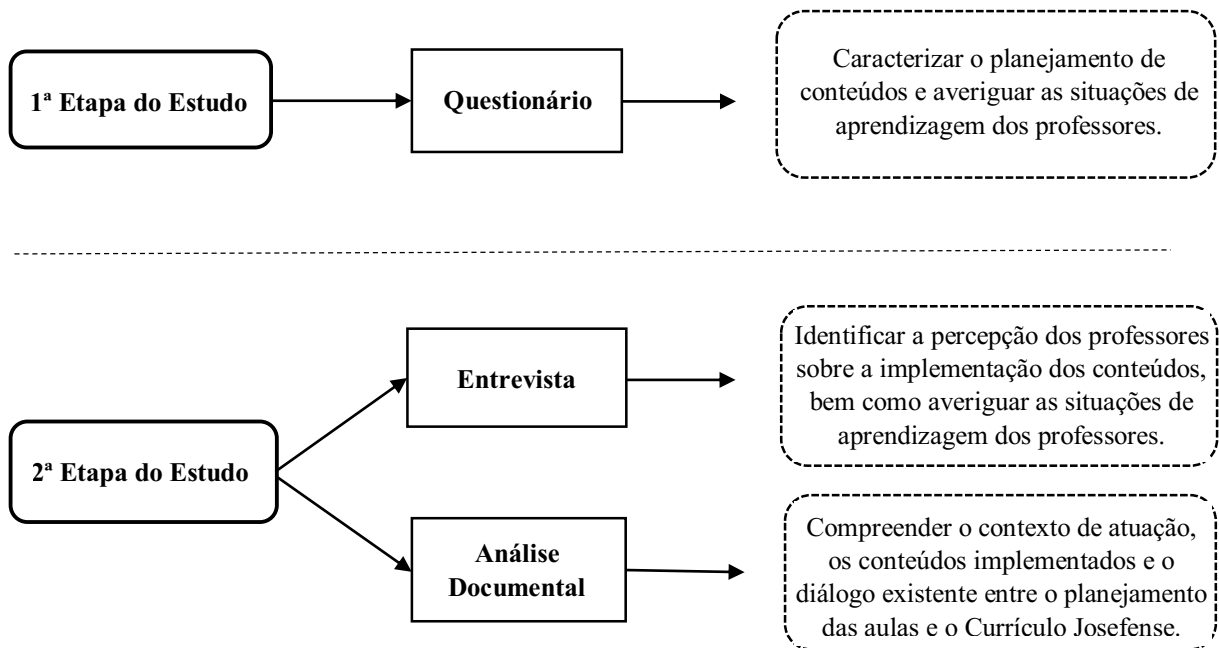 1ª Etapa do Estudo
Questionário
Caracterizar o planejamento de
conteúdos e averiguar as situações de
aprendizagem dos professores.
2ª Etapa do Estudo
Entrevista
Identificar a percepção dos professores
sobre a implementação dos conteúdos,
bem como averiguar as situações de
aprendizagem dos professores.
Análise
Documental
Compreender o contexto de atuação,
os conteúdos implementados e o
diálogo existente entre o planejamento
das aulas e o Currículo Josefense.